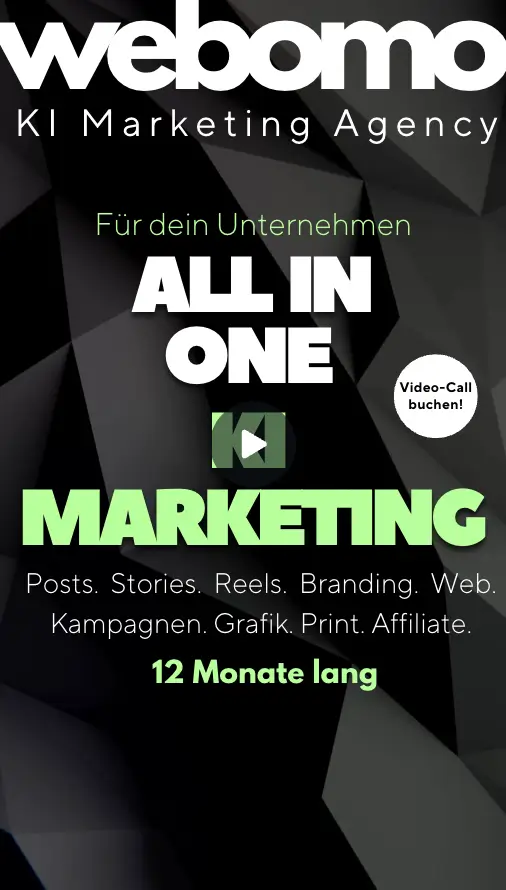 webomo
KI Marketing Agency
Für dein Unternehmen
ALL IN
ONE
Video-Call
buchen!
KI
MARKETING
Posts. Stories. Reels. Branding. Web.
Kampagnen. Grafik. Print. Affiliate.
12 Monate lang